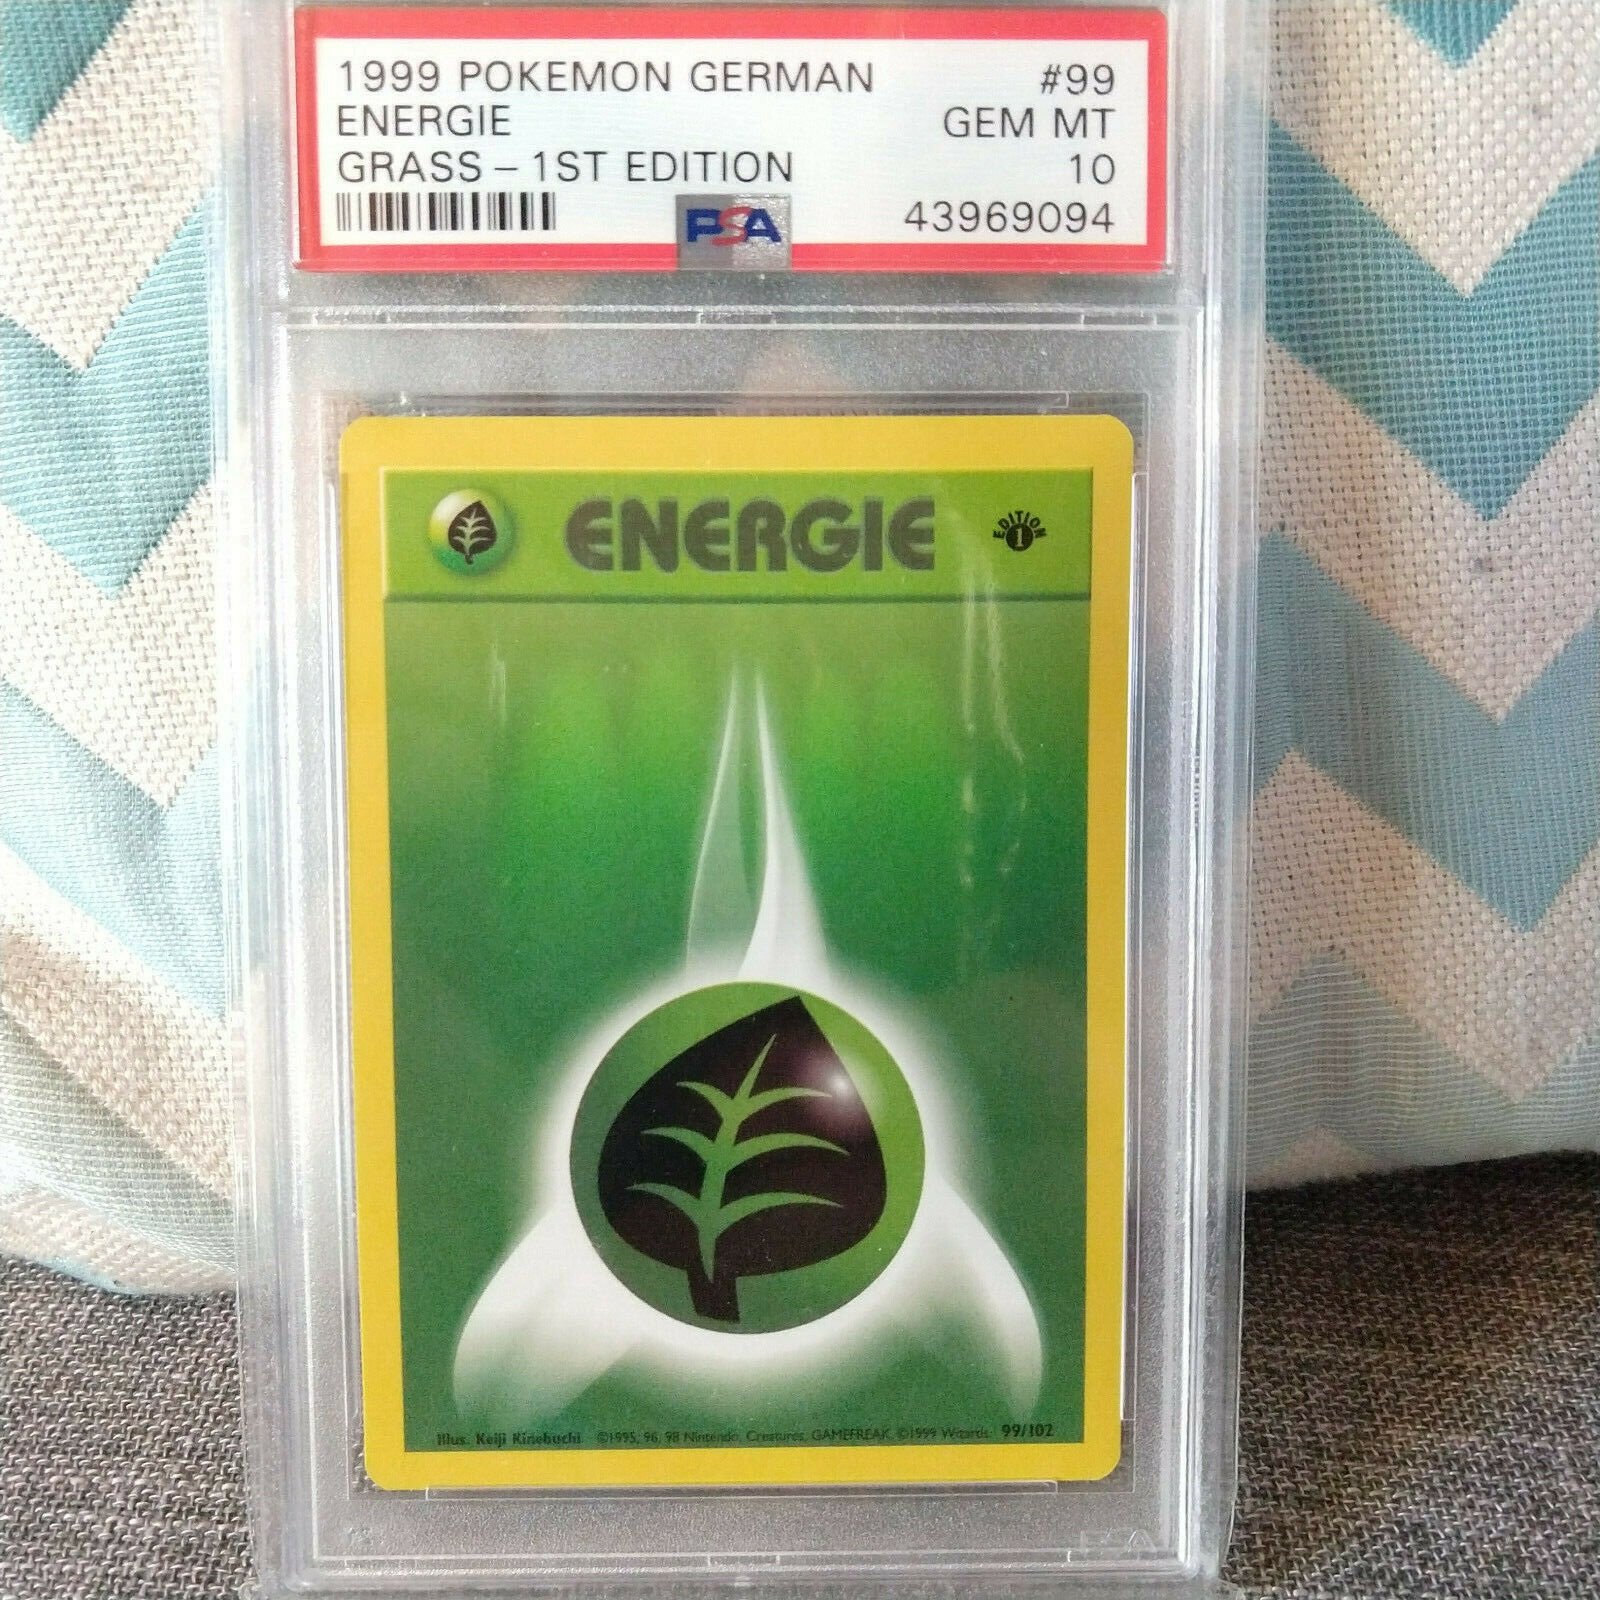 1999 POKEMON GERMAN #99
ENERGIE GEM MT
GRASS – 1ST EDITION 10
PSA 43969094
ENERGIE
EDITION
1
Illus. Keiji Kinebuchi ©1995, 96, 98 Nintendo, Creatures, GAMEFREAK. ©1999 Wizards. 99/102
PSA